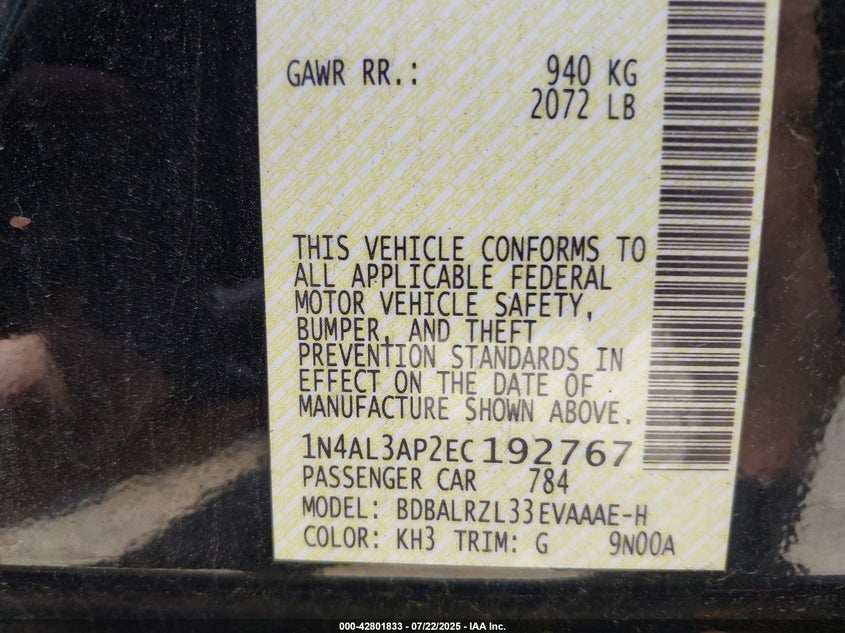 GAWR RR.: 940 KG
2072 LB
THIS VEHICLE CONFORMS TO
ALL APPLICABLE FEDERAL
MOTOR VEHICLE SAFETY,
BUMPER, AND THEFT
PREVENTION STANDARDS IN
EFFECT ON THE DATE OF
MANUFACTURE SHOWN ABOVE.
1N4AL3AP2EC192767
PASSENGER CAR 784
MODEL: BDBALRZL33EVAAAE-H
COLOR: KH3 TRIM: G 9N00A
000-42801833 - 07/22/2025 - IAA Inc.